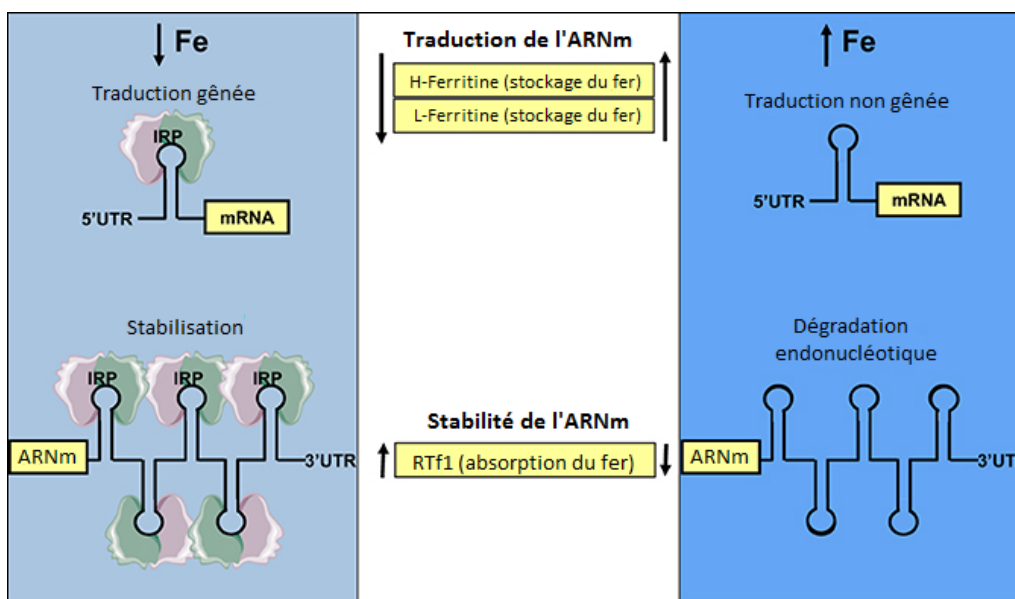 Fe
Traduction gênée
IRP
5'UTR
mRNA
Stabilisation
IRP
IRP
IRP
ARNm
3'UTR
Traduction de l'ARNm
H-Ferritine (stockage du fer)
L-Ferritine (stockage du fer)
Stabilité de l'ARNm
RTf1 (absorption du fer)
Fe
Traduction non gênée
5'UTR
mRNA
Dégradation
endonucléotique
ARNm
3'UT